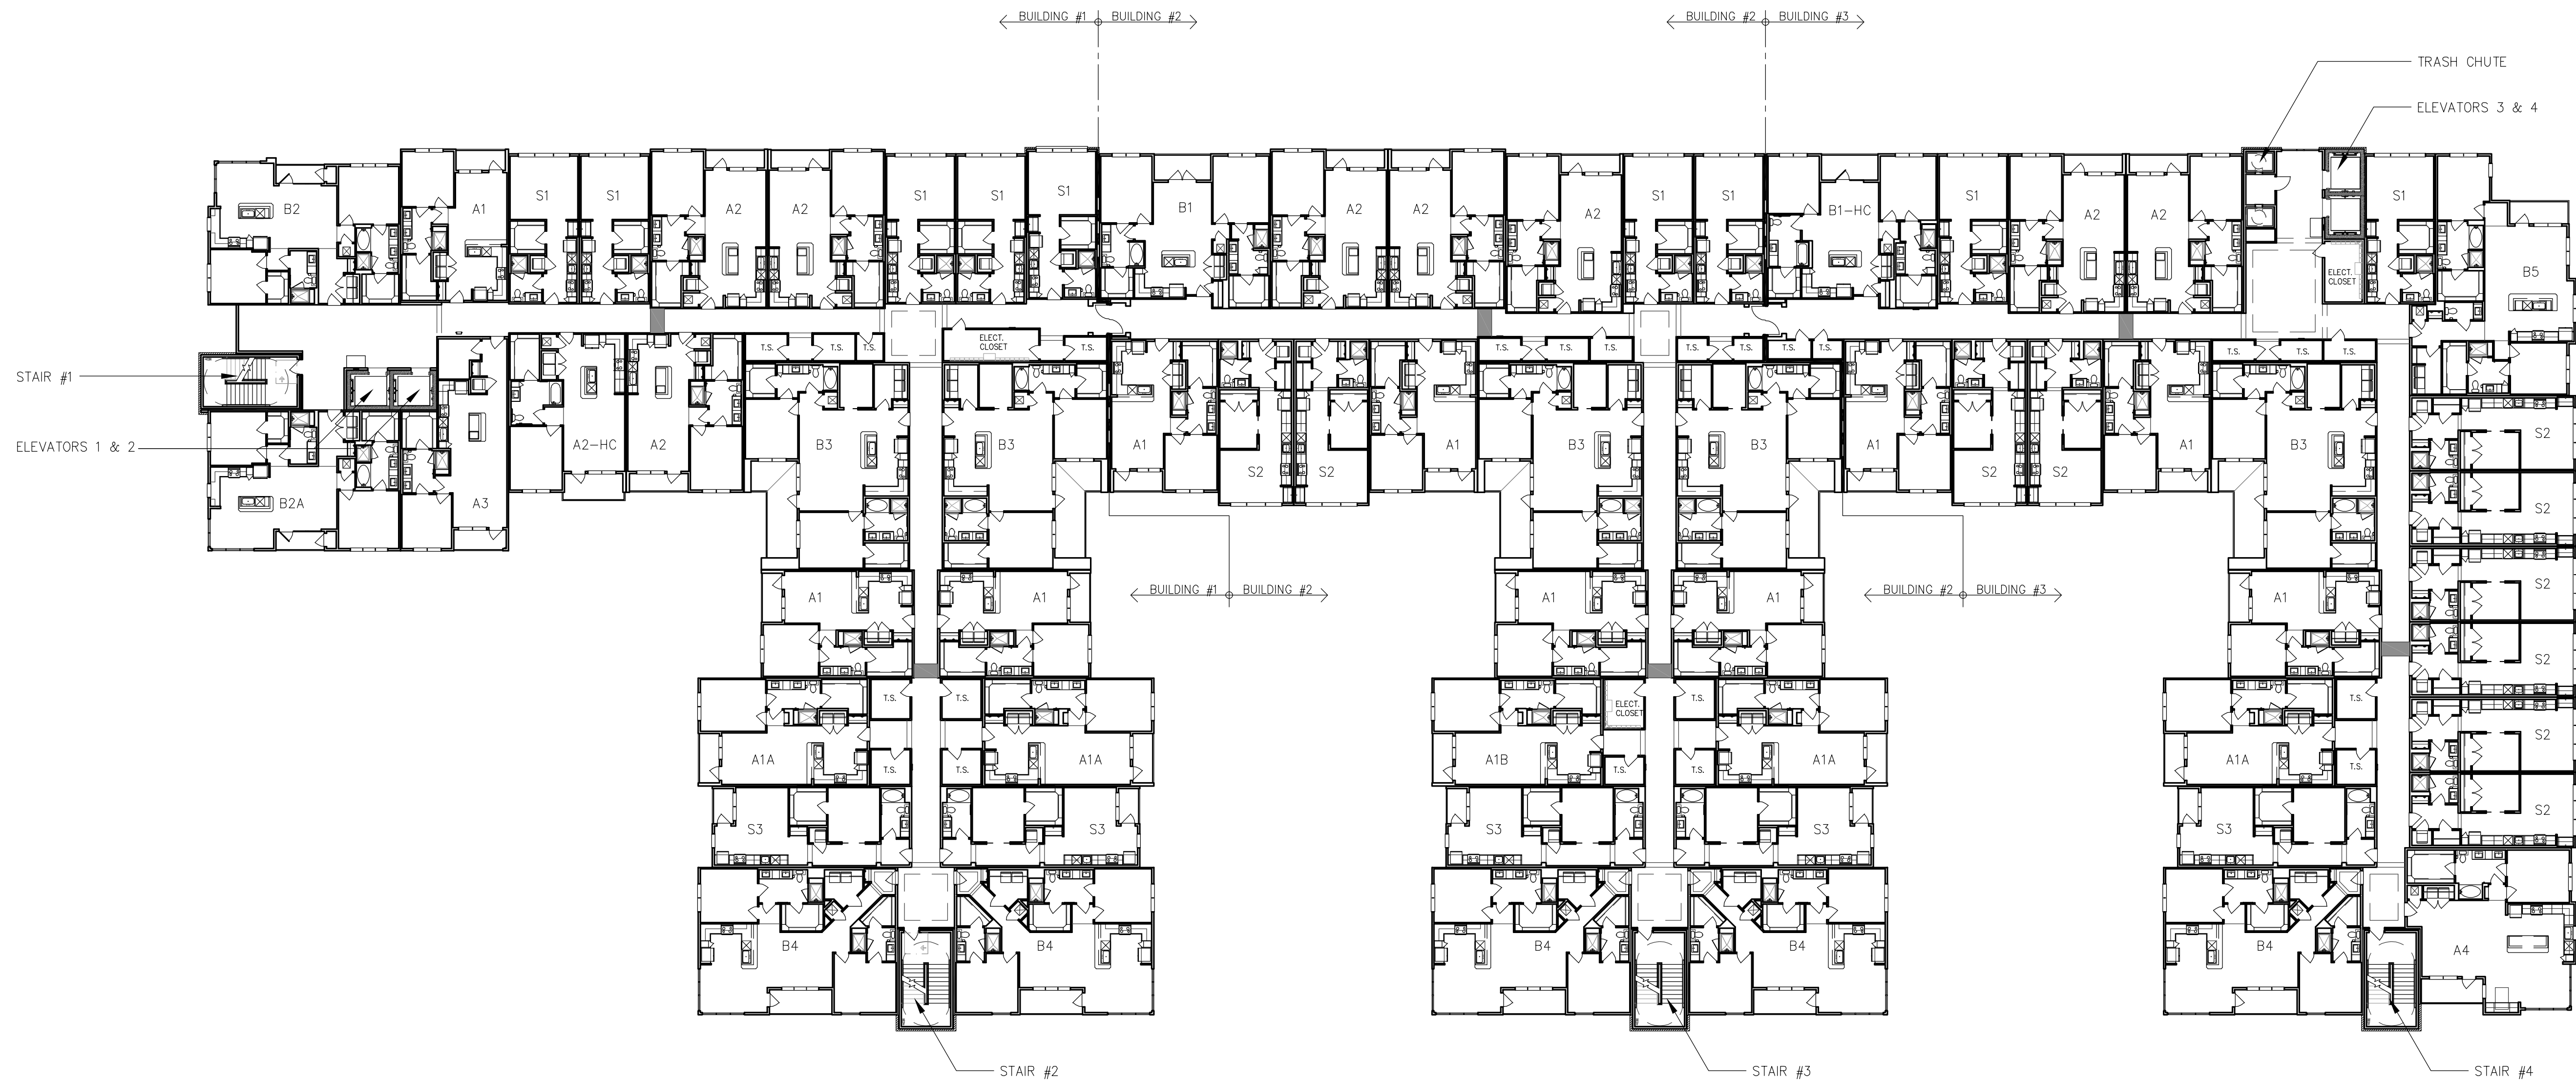 BUILDING #1 BUILDING #2
BUILDING #2 BUILDING #3
TRASH CHUTE
ELEVATORS 3 & 4
B2
A1
S1
S1
A2
A2
S1
S1
S1
B1
A2
A2
A2
S1
S1
B1-HC
S1
A2
A2
S1
B5
ELECT.
CLOSET
T.S.
T.S.
T.S.
ELECT.
CLOSET
T.S.
T.S.
T.S.
T.S.
T.S.
T.S.
T.S.
T.S.
T.S.
T.S.
T.S.
STAIR #1
ELEVATORS 1 & 2
B2A
A3
A2-HC
A2
B3
B3
A1
S2
S2
A1
B3
B3
A1
S2
S2
A1
B3
S2
S2
BUILDING #1 BUILDING #2
BUILDING #2 BUILDING #3
A1
A1
A1
A1
A1
S2
S2
T.S.
T.S.
ELECT.
CLOSET
T.S.
T.S.
A1A
T.S.
T.S.
A1A
A1B
T.S.
T.S.
A1A
A1A
T.S.
S2
S2
S3
S3
S3
S3
S3
B4
B4
B4
B4
B4
A4
STAIR #2
STAIR #3
STAIR #4